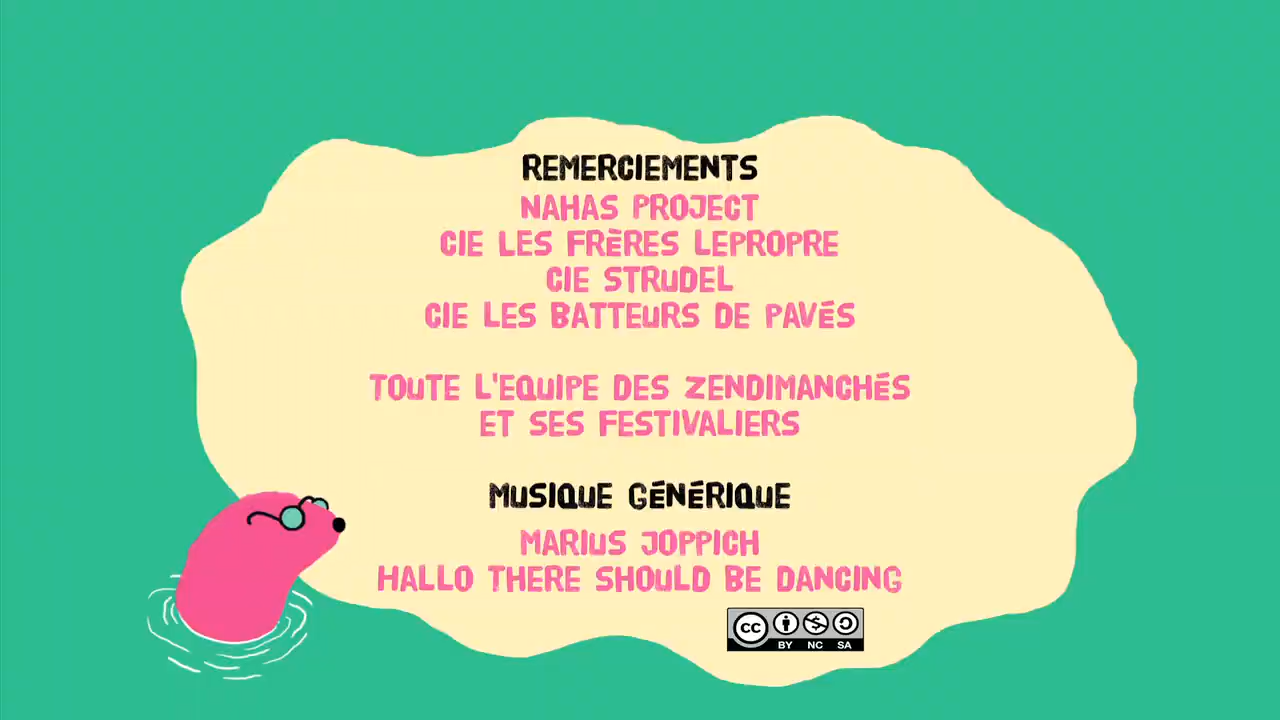 REMERCIEMENTS
NAHAS PROJECT
CIE LES FRÈRES LEPROPRE
CIE STRUDEL
CIE LES BATTEURS DE PAVÉS
TOUTE L'EQUIPE DES ZENDIMANCHÉS
ET SES FESTIVALIERS
MUSIQUE GÉNÉRIQUE
MARIUS JOPPICH
HALLO THERE SHOULD BE DANCING
CC BY NC SA